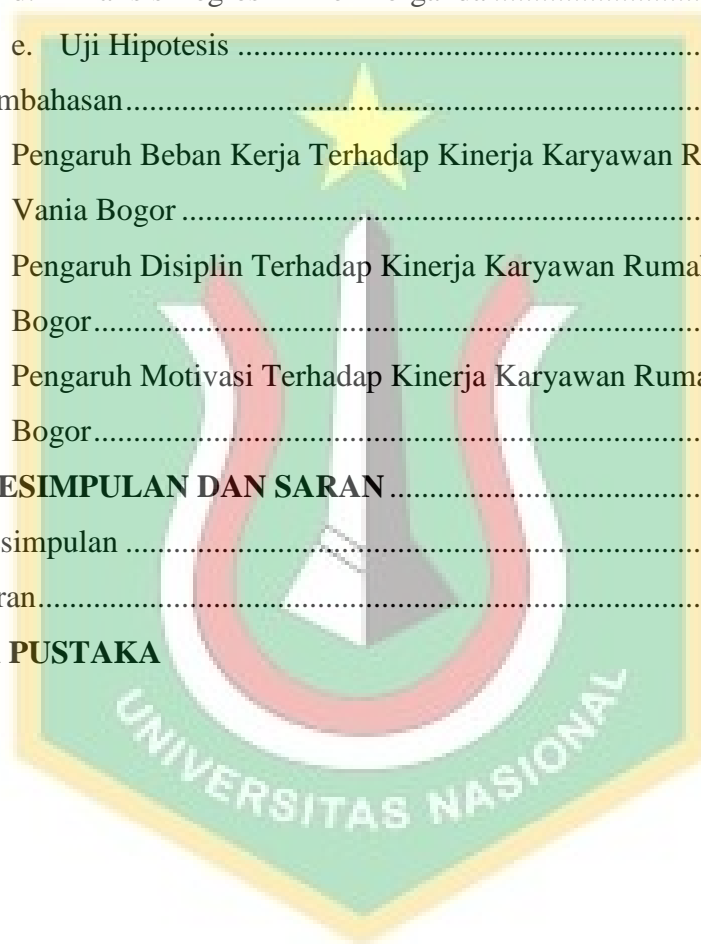 e. Uji Hipotesis ..........................................................
mbahasan..........................................................................
Pengaruh Beban Kerja Terhadap Kinerja Karyawan R
Vania Bogor ..................................................................
Pengaruh Disiplin Terhadap Kinerja Karyawan Ruma
Bogor..............................................................................
Pengaruh Motivasi Terhadap Kinerja Karyawan Ruma
Bogor..............................................................................
ESIMPULAN DAN SARAN .......................................
simpulan .........................................................................
ran....................................................................................
PUSTAKA
UNIVERSITAS NASIONAL